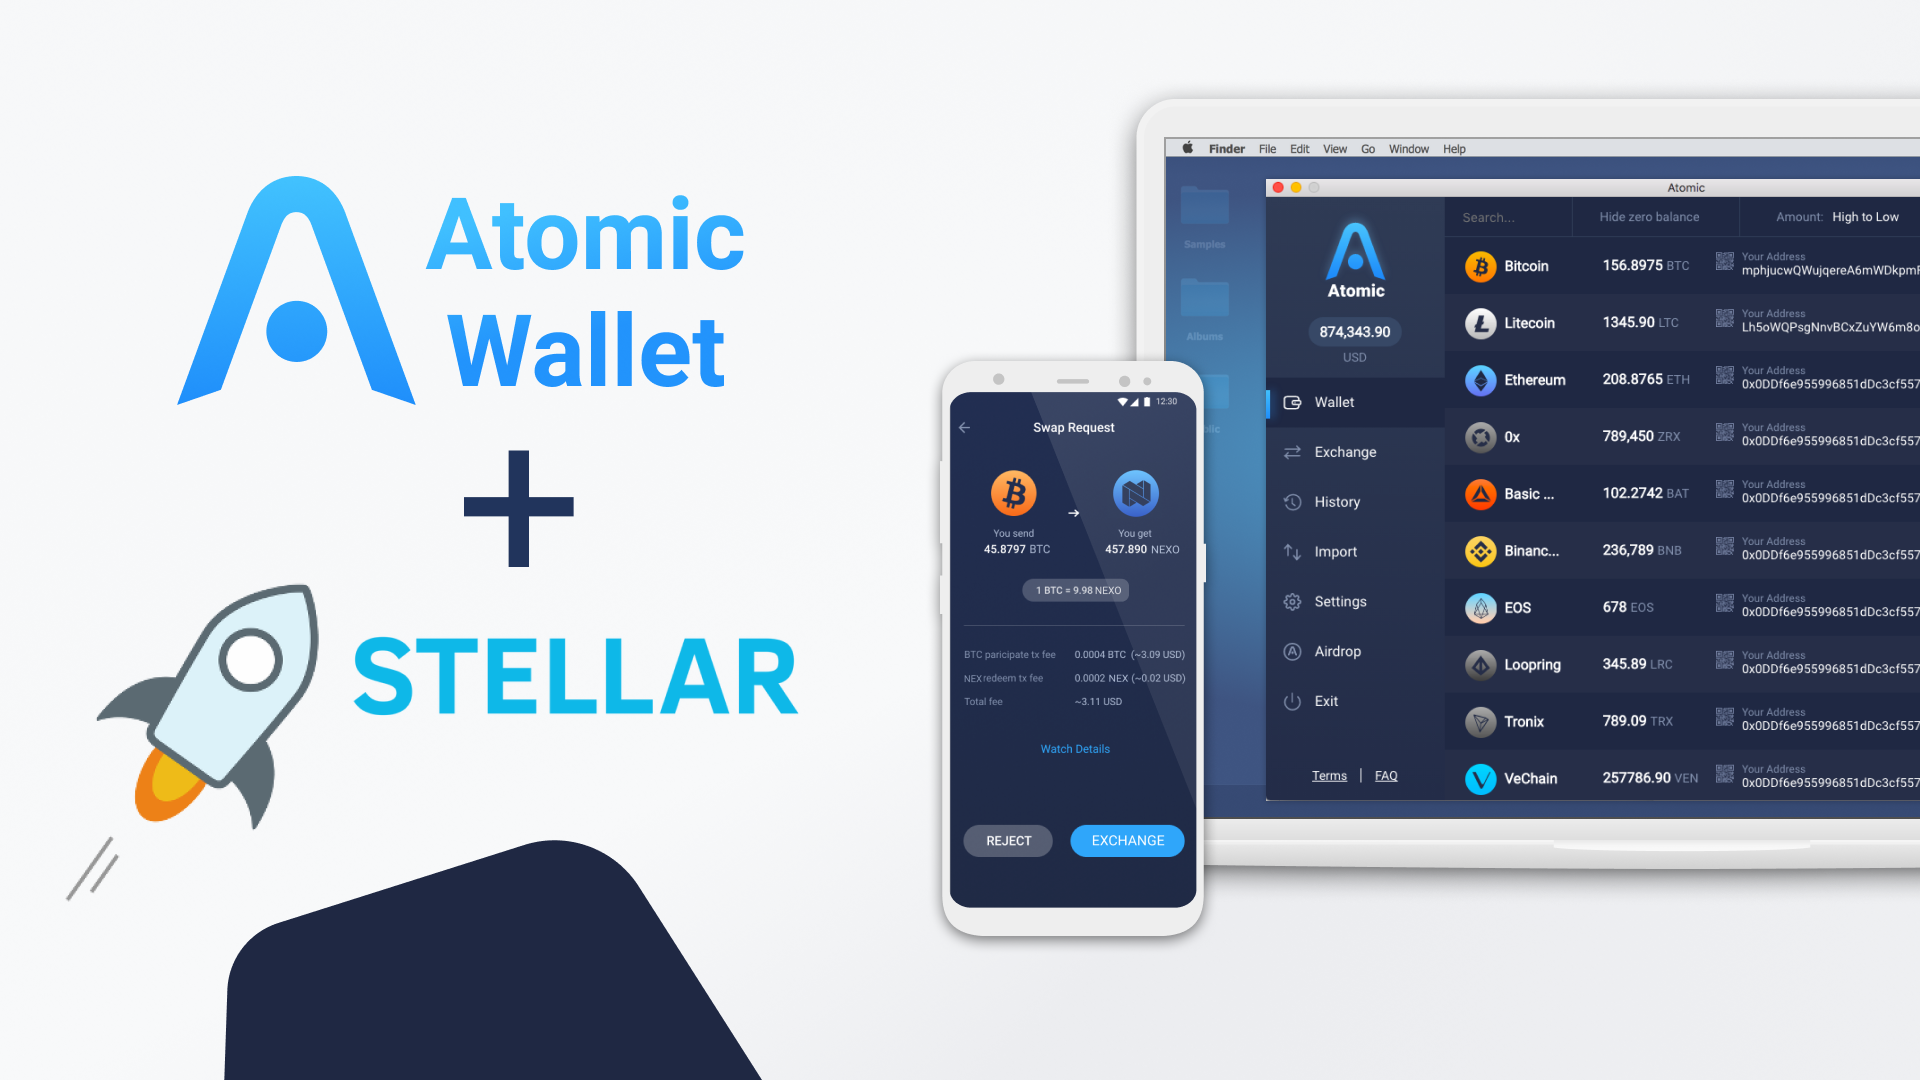 Atomic
Wallet
STELLAR
12:30
Swap Request
You send
45.8797 BTC
You get
457.890 NEXO
1 BTC = 9.98 NEXO
BTC paricipate tx fee 0.0004 BTC (~3.09 USD)
NEX redeem tx fee 0.0002 NEX (~0.02 USD)
Total fee ~3.11 USD
Watch Details
REJECT EXCHANGE
Finder File Edit View Go Window Help
Samples
Albums
Atomic
Atomic
874,343.90
USD
Wallet
Exchange
History
Import
Settings
Airdrop
Exit
Terms | FAQ
Search... Hide zero balance Amount: High to Low
Bitcoin 156.8975 BTC Your Address
mphjucwQWujqereA6mWDkpm
Litecoin 1345.90 LTC Your Address
Lh5oWQPsgNnvBCxZuYW6m8o
Ethereum 208.8765 ETH Your Address
0x0DDf6e955996851dDc3cf557
0x 789,450 ZRX Your Address
0x0DDf6e955996851dDc3cf557
Basic ... 102.2742 BAT Your Address
0x0DDf6e955996851dDc3cf557
Binanc... 236,789 BNB Your Address
0x0DDf6e955996851dDc3cf557
EOS 678 EOS Your Address
0x0DDf6e955996851dDc3cf557
Loopring 345.89 LRC Your Address
0x0DDf6e955996851dDc3cf557
Tronix 789.09 TRX Your Address
0x0DDf6e955996851dDc3cf557
VeChain 257786.90 VEN Your Address
0x0DDf6e955996851dDc3cf557